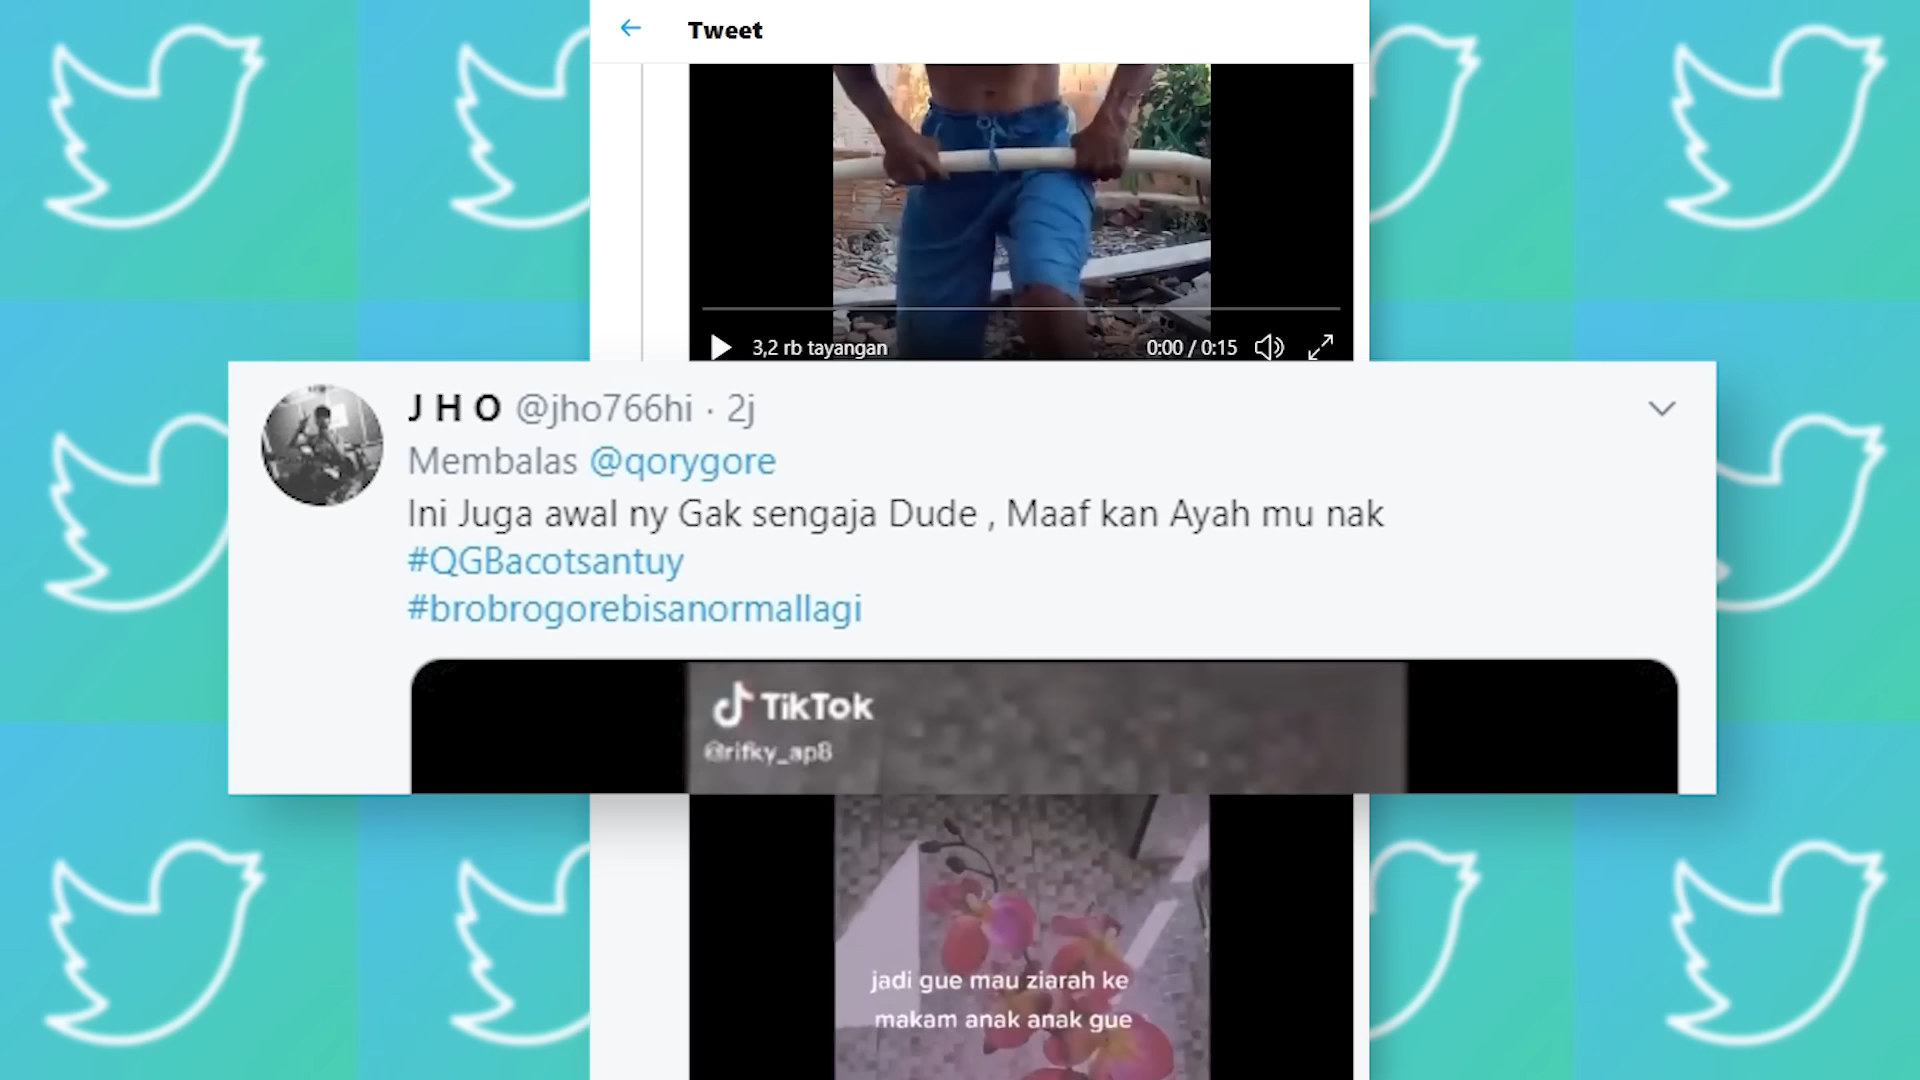 Tweet
3,2 rb tayangan
0:00 / 0:15
J H O @jho766hi · 2j
Membalas @qorygore
Ini Juga awal ny Gak sengaja Dude , Maaf kan Ayah mu nak
#QGBacotsantuy
#brobrogorebisanormallagi
TikTok
@rifky_ap8
jadi gue mau ziarah ke
makam anak anak gue